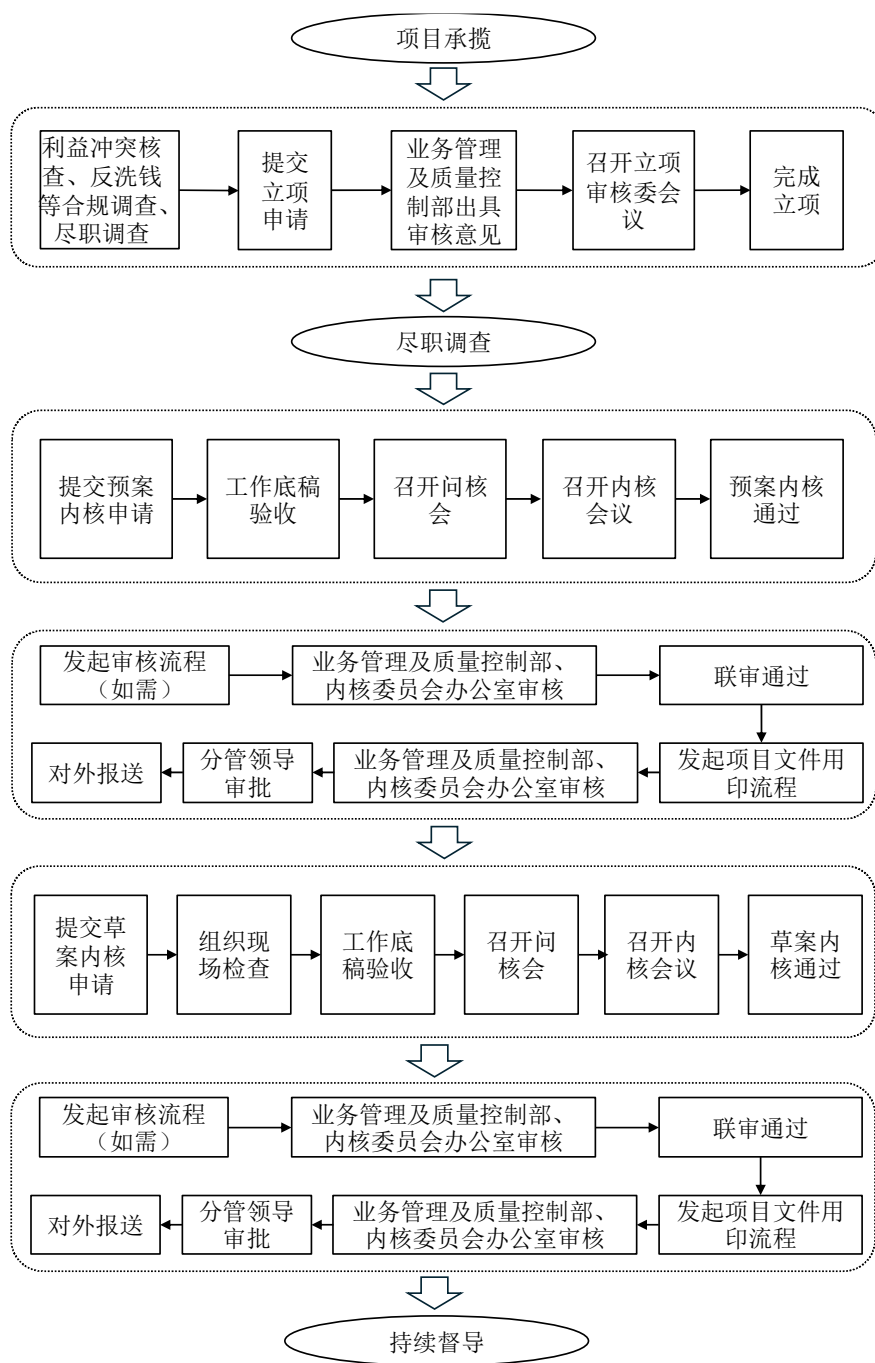 项目承揽
利益冲突核
查、反洗钱
等合规调查、
尽职调查
提交
立项
申请
业务管理
及质量控
制部出具
审核意见
召开立项
审核委会
议
完成
立项
尽职调查
提交预案
内核申请
工作底稿
验收
召开问核
会
召开内核
会议
预案内核
通过
发起审核流程
（如需）
业务管理及质量控制部、
内核委员会办公室审核
联审通过
发起项目文件用
印流程
业务管理及质量控制部、
内核委员会办公室审核
分管领导
审批
对外报送
提交草
案内核
申请
组织现
场检查
工作底
稿验收
召开问
核会
召开内
核会议
草案内
核通过
发起审核流程
（如需）
业务管理及质量控制部、
内核委员会办公室审核
联审通过
发起项目文件用
印流程
业务管理及质量控制部、
内核委员会办公室审核
分管领导
审批
对外报送
持续督导